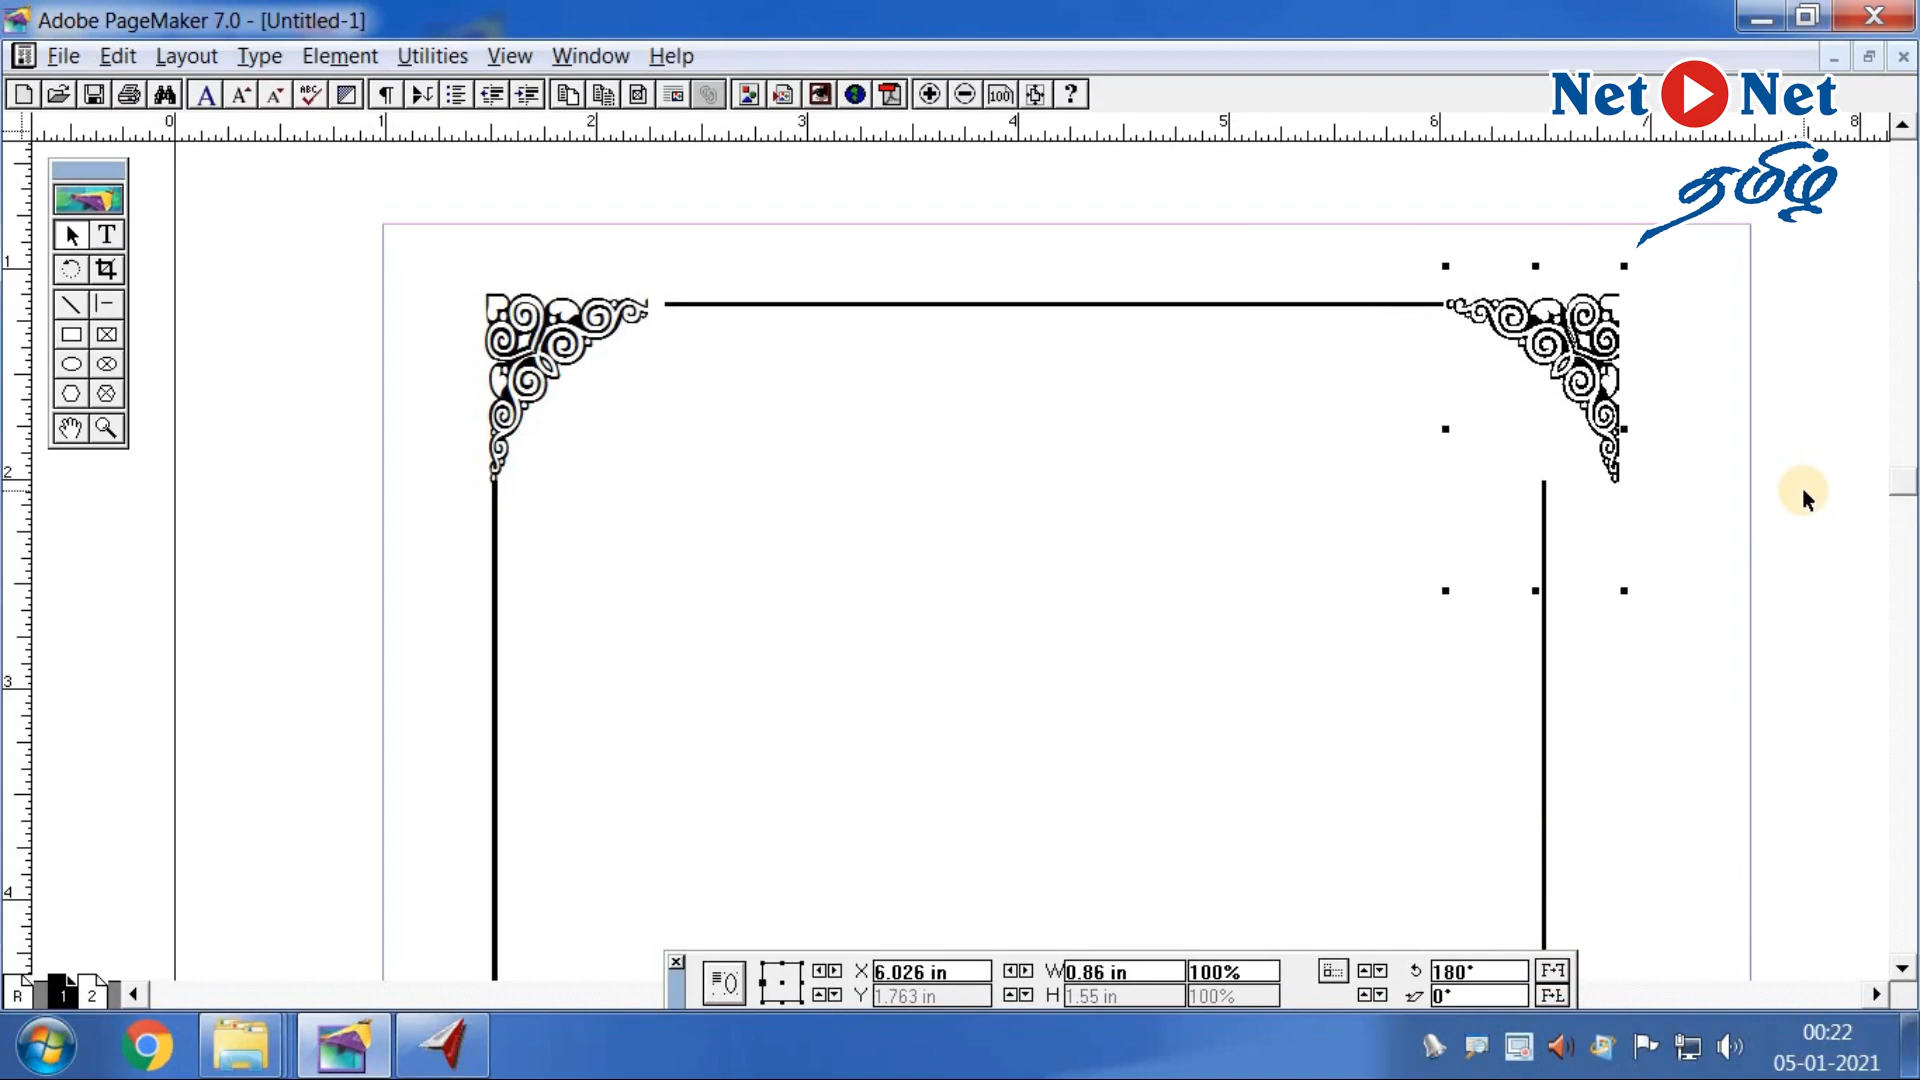 Adobe PageMaker 7.0 - [Untitled-1]
File Edit Layout Type Element Utilities View Window Help
Net Net
தமிழ்
0 1 2 3 4 5 6 7 8
1
2
3
4
T
X 6.026 in W 0.86 in 100% 180°
Y 1.763 in H 1.55 in 100% 0°
R 1 2
00:22
05-01-2021